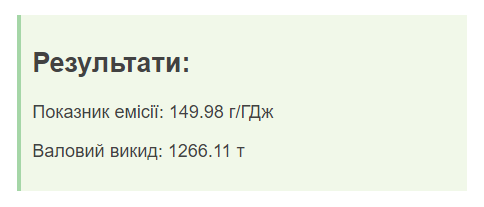 Результати:
Показник емісії: 149.98 г/ГДж
Валовий викид: 1266.11 т